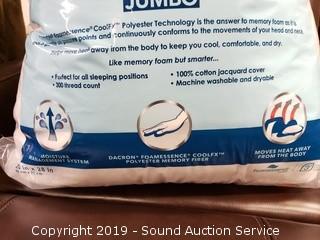 JUMBO
foamessence® CoolFx™ Polyester Technology is the answer to memory foam as it
points and continuously conforms to the movements of your head and neck.
move heat away from the body to keep you cool, comfortable, and dry.
Like memory foam but smarter...
• Perfect for all sleeping positions
• 300 thread count
• 100% cotton jacquard cover
• Machine washable and dryable
MOISTURE
MANAGEMENT SYSTEM
DACRON® FOAMESSENCE® COOLFX™
POLYESTER MEMORY FIBER
MOVES HEAT AWAY
FROM THE BODY
x 28 in
Copyright 2019 - Sound Auction Service